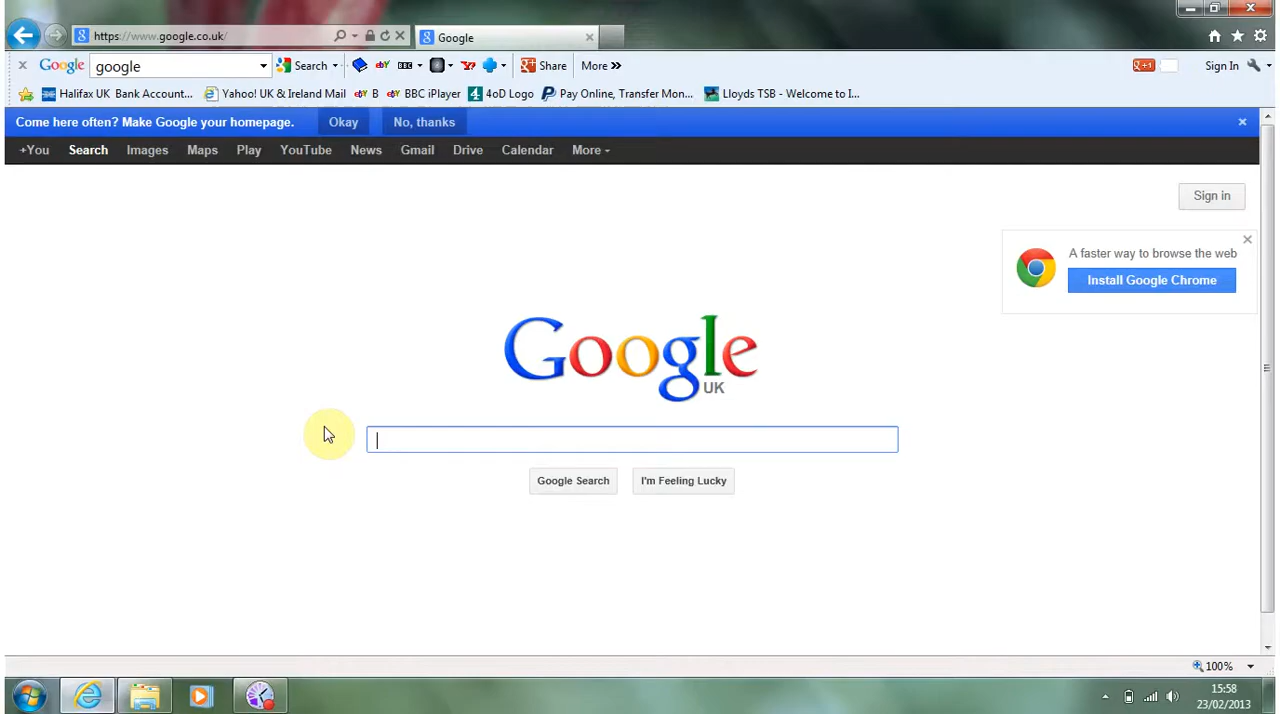 https://www.google.co.uk/
Google
Google google Search Share More » g+1 Sign In
Halifax UK Bank Account... Yahoo! UK & Ireland Mail B BBC iPlayer 4oD Logo Pay Online, Transfer Mon... Lloyds TSB - Welcome to I...
Come here often? Make Google your homepage. Okay No, thanks
+You Search Images Maps Play YouTube News Gmail Drive Calendar More
Sign in
A faster way to browse the web
Install Google Chrome
Google
UK
Google Search I'm Feeling Lucky
100%
15:58
23/02/2013